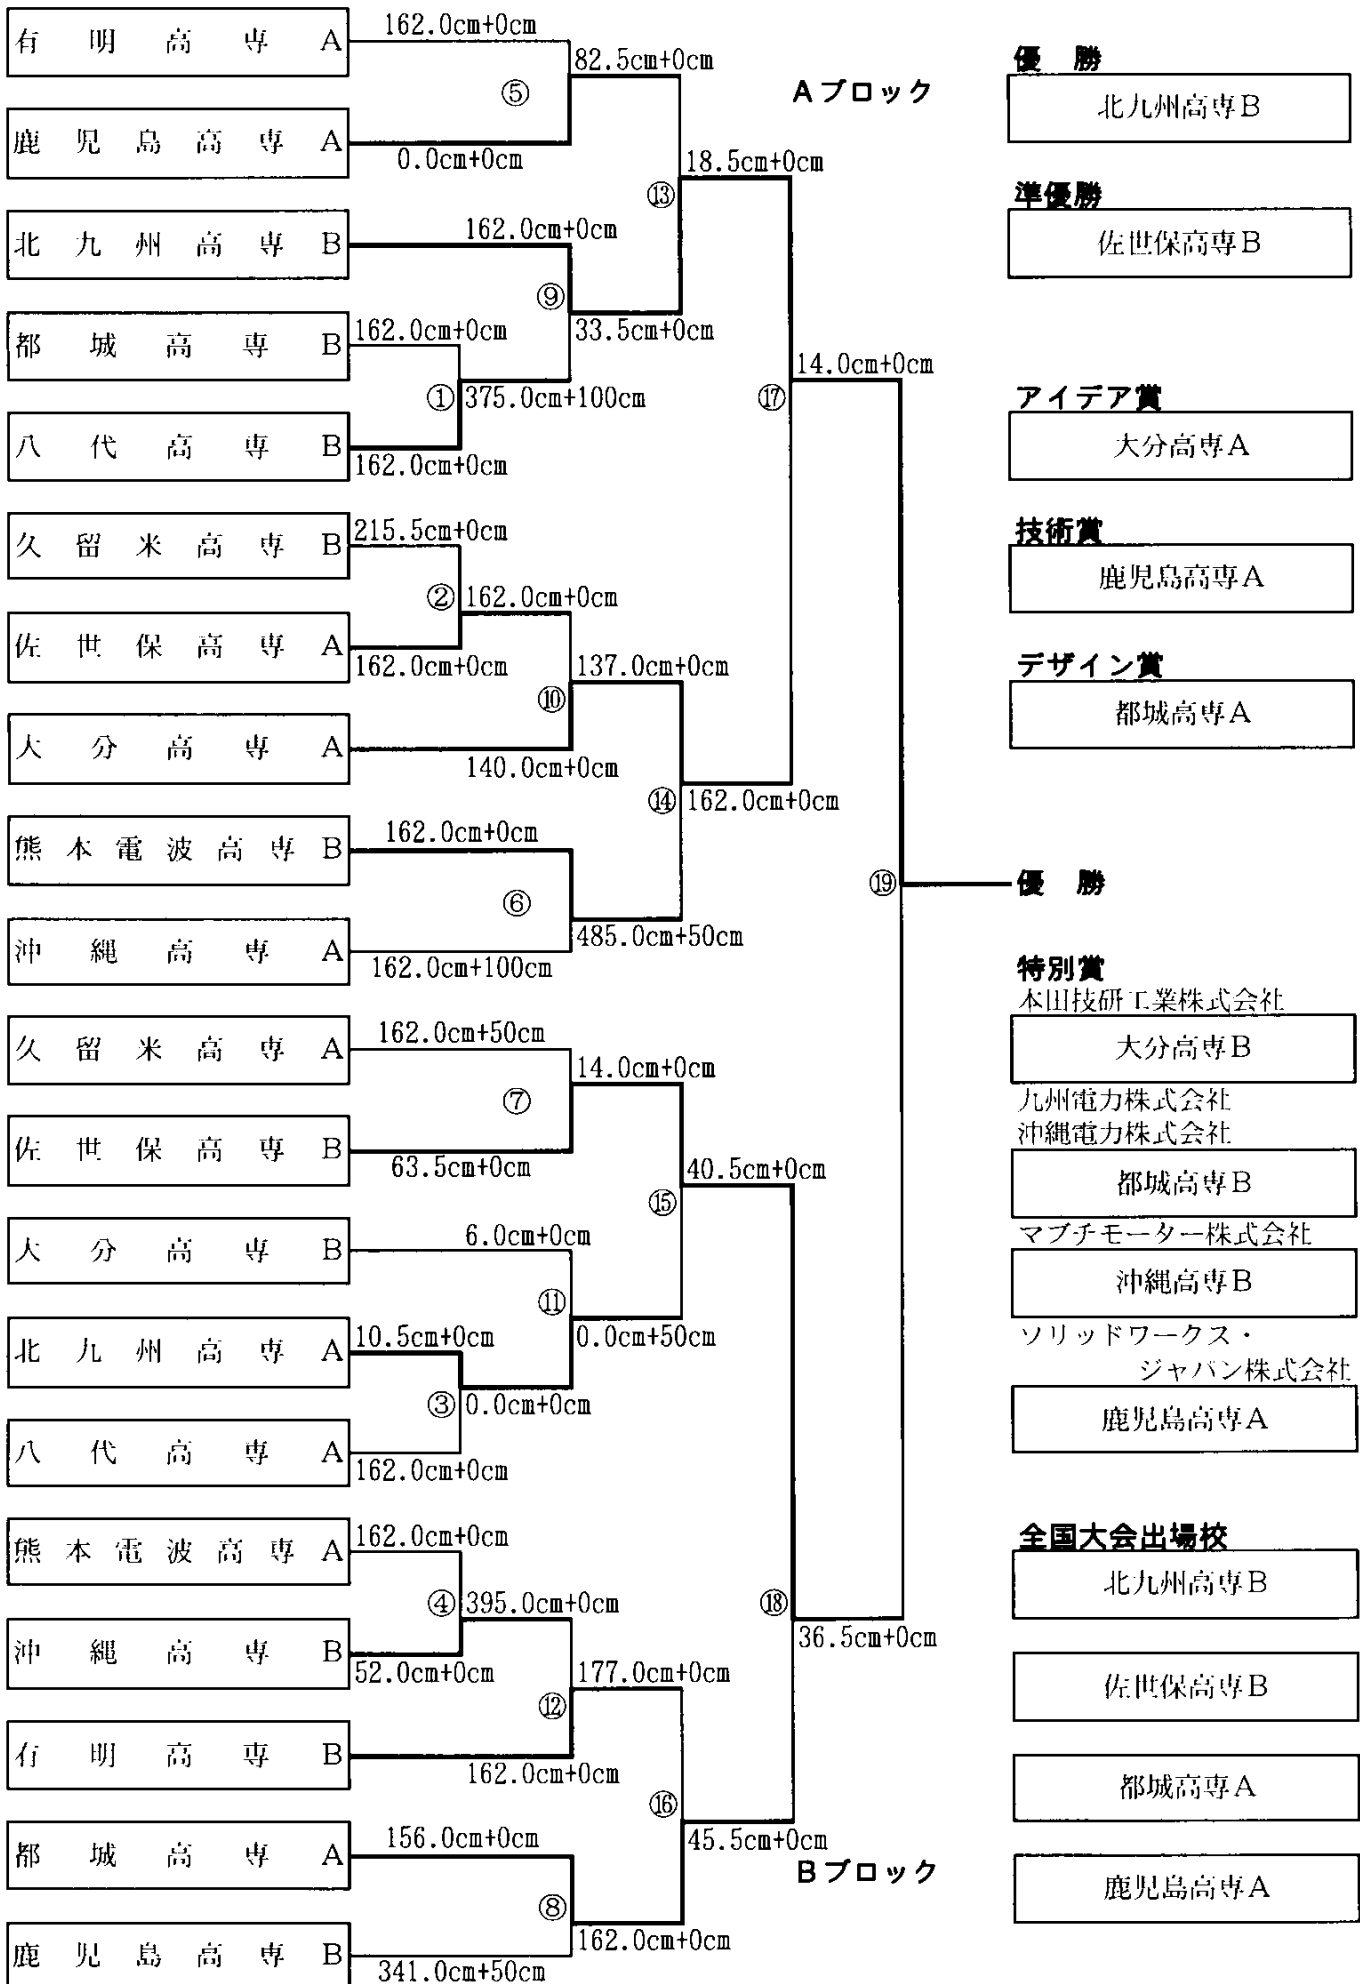 有明高専A
162.0cm+0cm
⑤
82.5cm+0cm
鹿児島高専A
0.0cm+0cm
⑬
18.5cm+0cm
北九州高専B
162.0cm+0cm
⑨
33.5cm+0cm
都城高専B
162.0cm+0cm
①
375.0cm+100cm
八代高専B
162.0cm+0cm
⑰
14.0cm+0cm
久留米高専B
215.5cm+0cm
②
162.0cm+0cm
佐世保高専A
162.0cm+0cm
⑩
137.0cm+0cm
大分高専A
140.0cm+0cm
⑭
162.0cm+0cm
熊本電波高専B
162.0cm+0cm
⑥
485.0cm+50cm
沖縄高専A
162.0cm+100cm
⑲
優勝
久留米高専A
162.0cm+50cm
⑦
14.0cm+0cm
佐世保高専B
63.5cm+0cm
⑮
40.5cm+0cm
大分高専B
6.0cm+0cm
⑪
0.0cm+50cm
北九州高専A
10.5cm+0cm
③
0.0cm+0cm
八代高専A
162.0cm+0cm
熊本電波高専A
162.0cm+0cm
④
395.0cm+0cm
⑱
36.5cm+0cm
沖縄高専B
52.0cm+0cm
⑫
177.0cm+0cm
有明高専B
162.0cm+0cm
⑯
45.5cm+0cm
都城高専A
156.0cm+0cm
⑧
162.0cm+0cm
鹿児島高専B
341.0cm+50cm
Aブロック
Bブロック
優勝
北九州高専B
準優勝
佐世保高専B
アイデア賞
大分高専A
技術賞
鹿児島高専A
デザイン賞
都城高専A
特別賞
本田技研工業株式会社
大分高専B
九州電力株式会社
沖縄電力株式会社
都城高専B
マブチモーター株式会社
沖縄高専B
ソリッドワークス・
ジャパン株式会社
鹿児島高専A
全国大会出場校
北九州高専B
佐世保高専B
都城高専A
鹿児島高専A